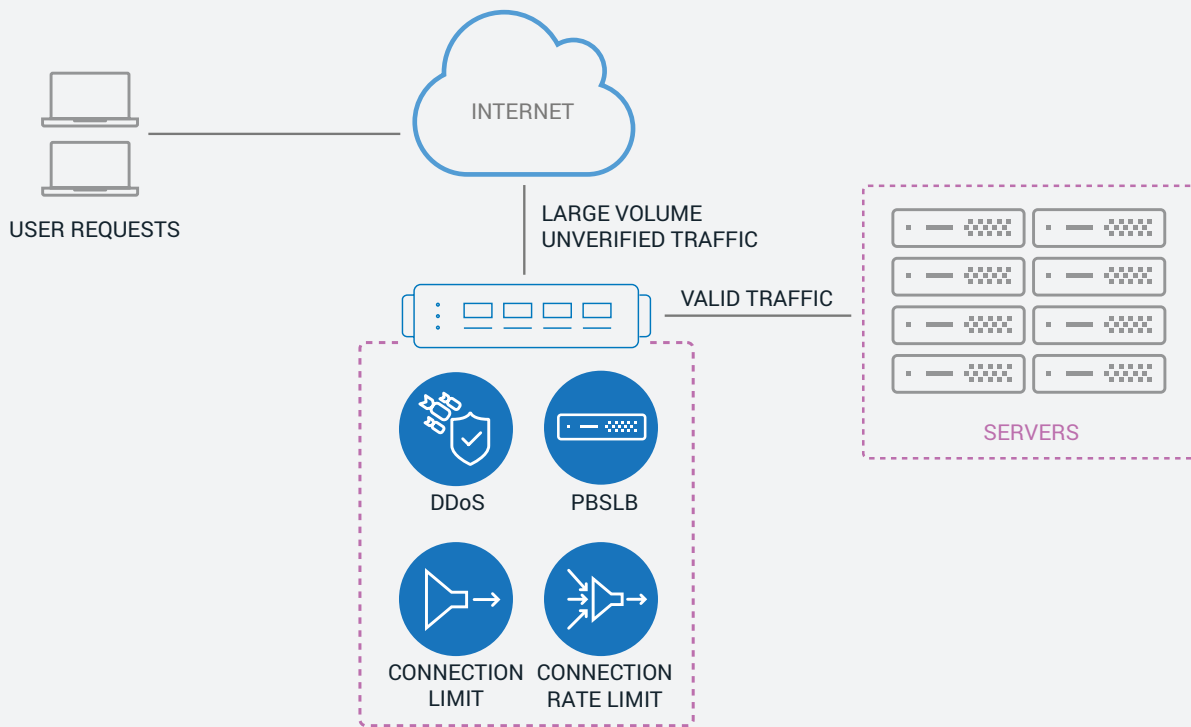 INTERNET
USER REQUESTS
LARGE VOLUME
UNVERIFIED TRAFFIC
VALID TRAFFIC
SERVERS
DDoS
PBSLB
CONNECTION
LIMIT
CONNECTION
RATE LIMIT